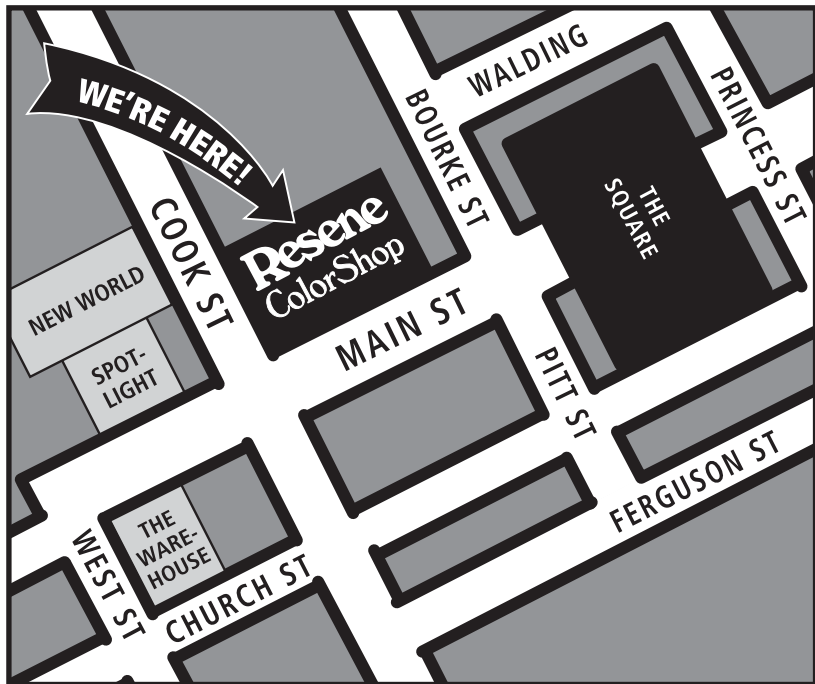 WE'RE HERE!
WALDING
BOURKE ST
PRINCESS ST
COOK ST
Resene
ColorShop
THE
SQUARE
NEW WORLD
SPOT-
LIGHT
MAIN ST
PITT ST
FERGUSON ST
THE
WARE-
HOUSE
WEST ST
CHURCH ST